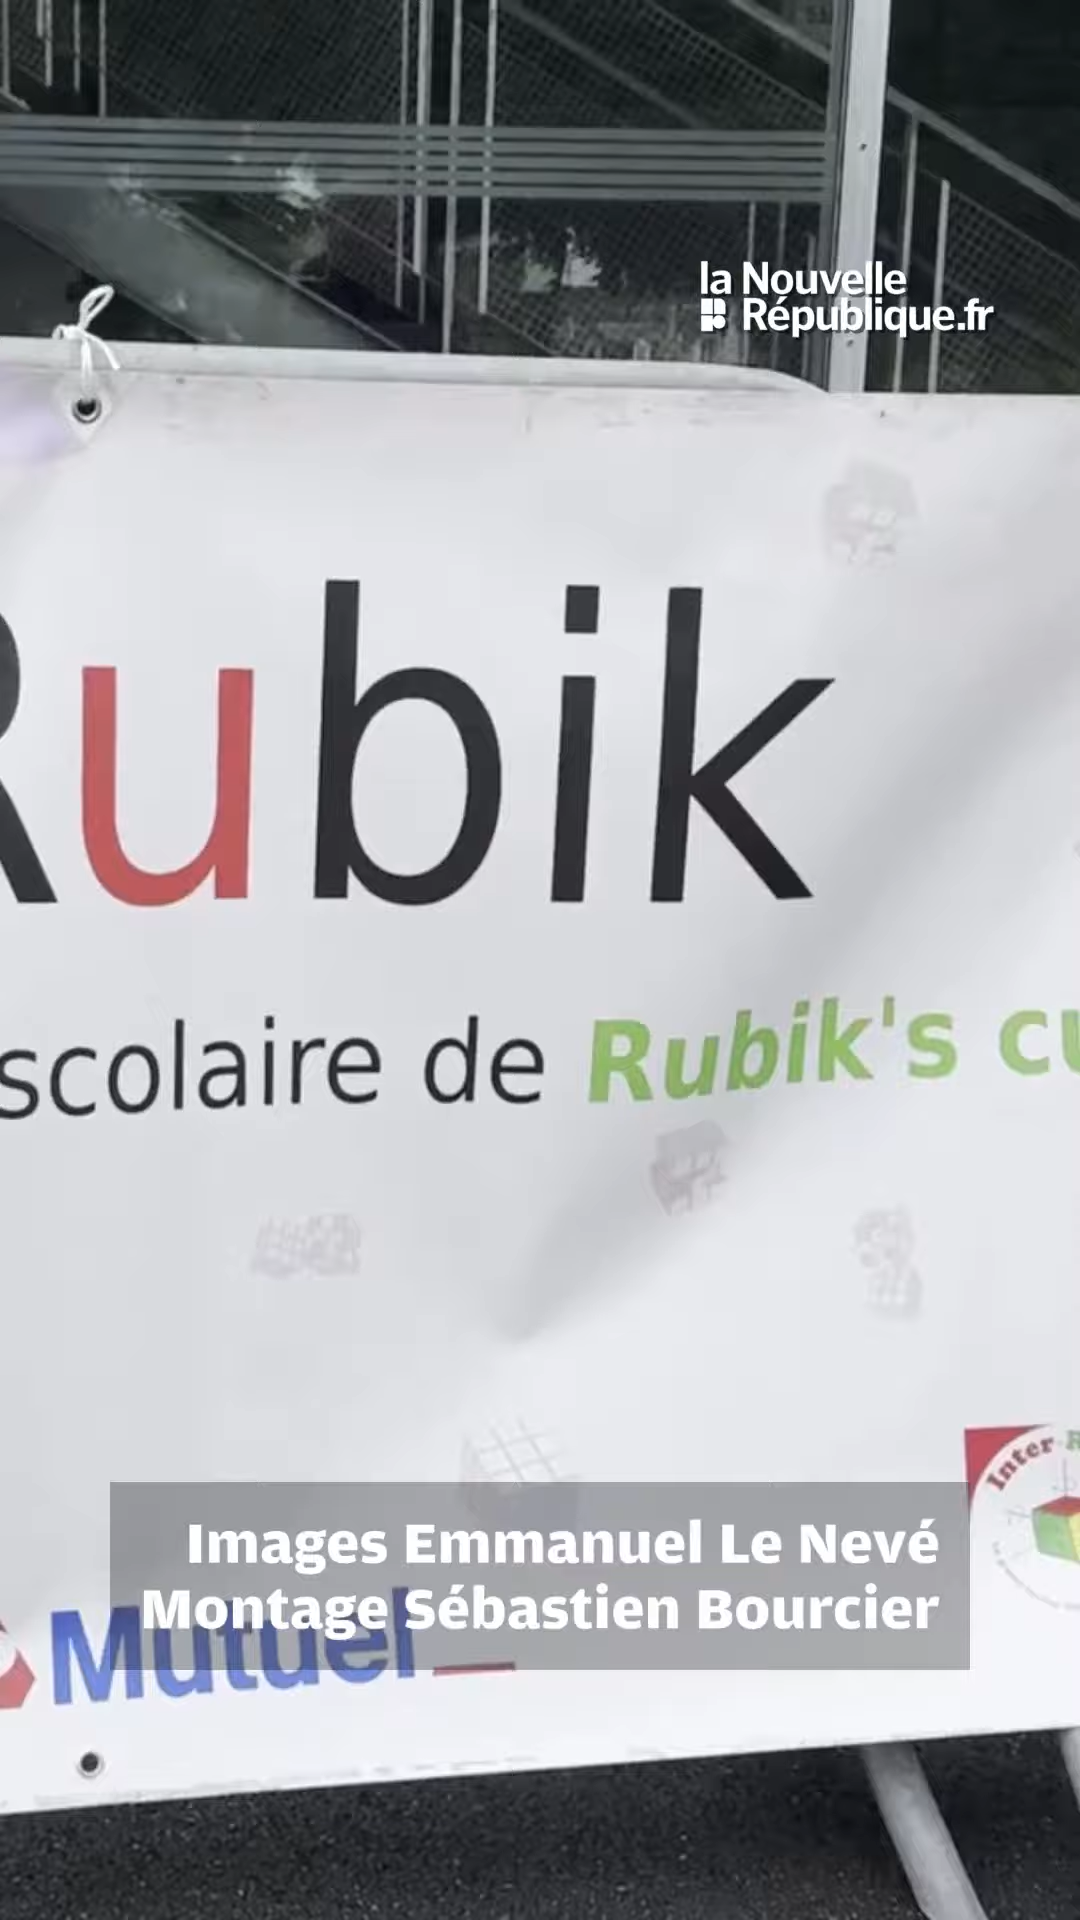 la Nouvelle
République.fr
Rubik
scolaire de Rubik's cu
Inter-R
Images Emmanuel Le Nevé
Montage Sébastien Bourcier
Mutuel